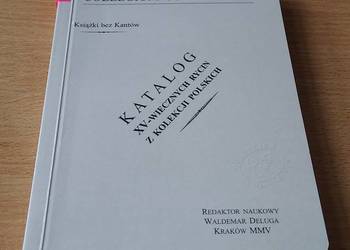 Książki bez Kantów
KATALOG
XV-WIECZNYCH RYCIN
Z KOLEKCJI POLSKICH
REDAKTOR NAUKOWY
WALDEMAR DELUGA
KRAKÓW MMV